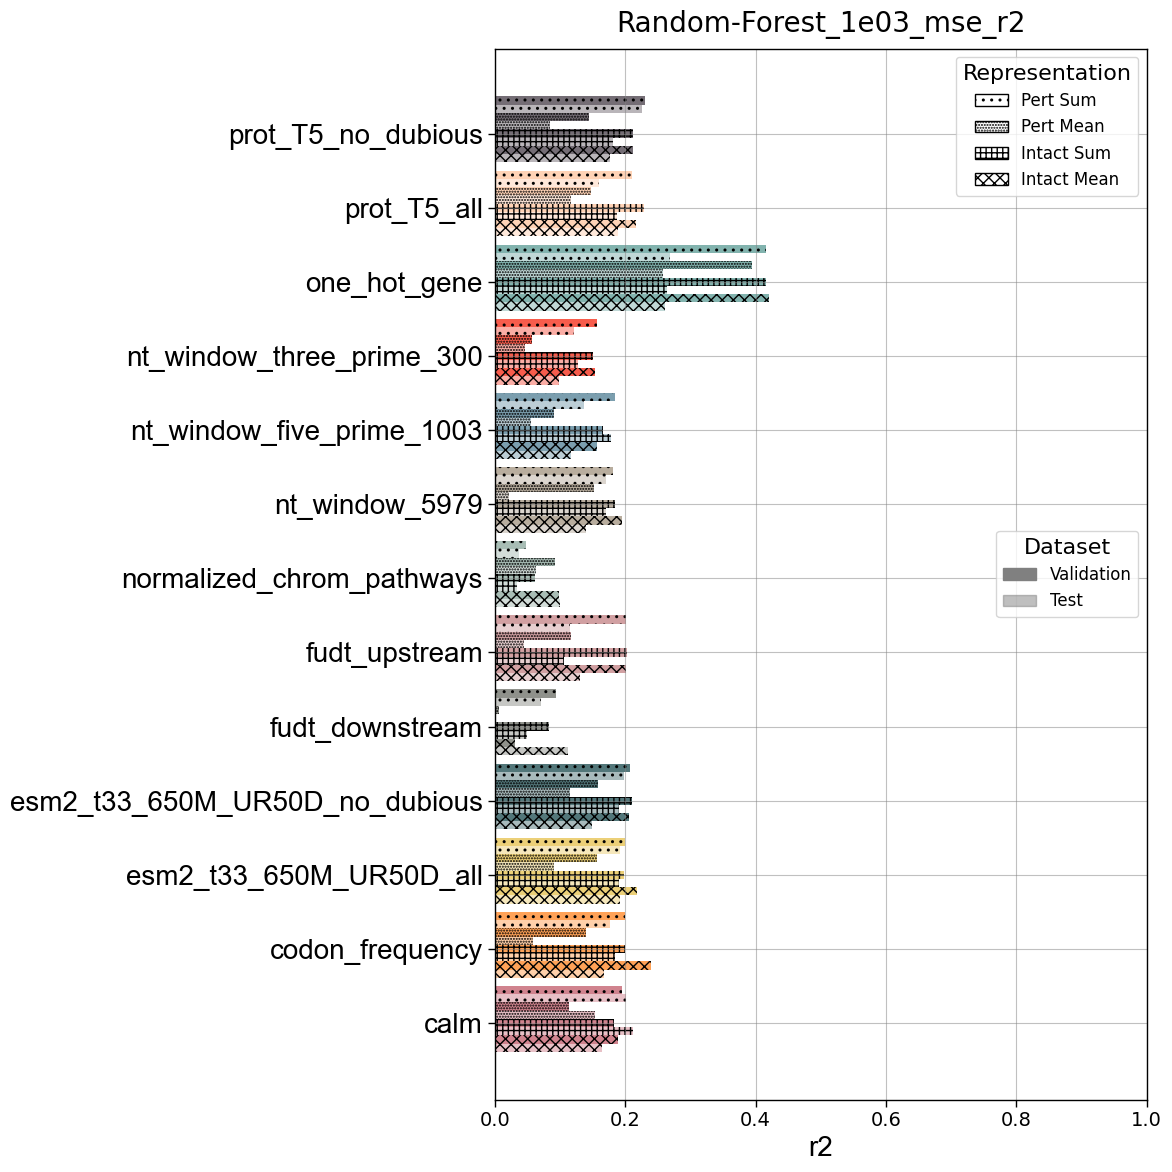 Random-Forest_1e03_mse_r2
Representation
Pert Sum
Pert Mean
Intact Sum
Intact Mean
prot_T5_no_dubious
prot_T5_all
one_hot_gene
nt_window_three_prime_300
nt_window_five_prime_1003
nt_window_5979
normalized_chrom_pathways
fudt_upstream
fudt_downstream
esm2_t33_650M_UR50D_no_dubious
esm2_t33_650M_UR50D_all
codon_frequency
calm
Dataset
Validation
Test
0.0 0.2 0.4 0.6 0.8 1.0
r2